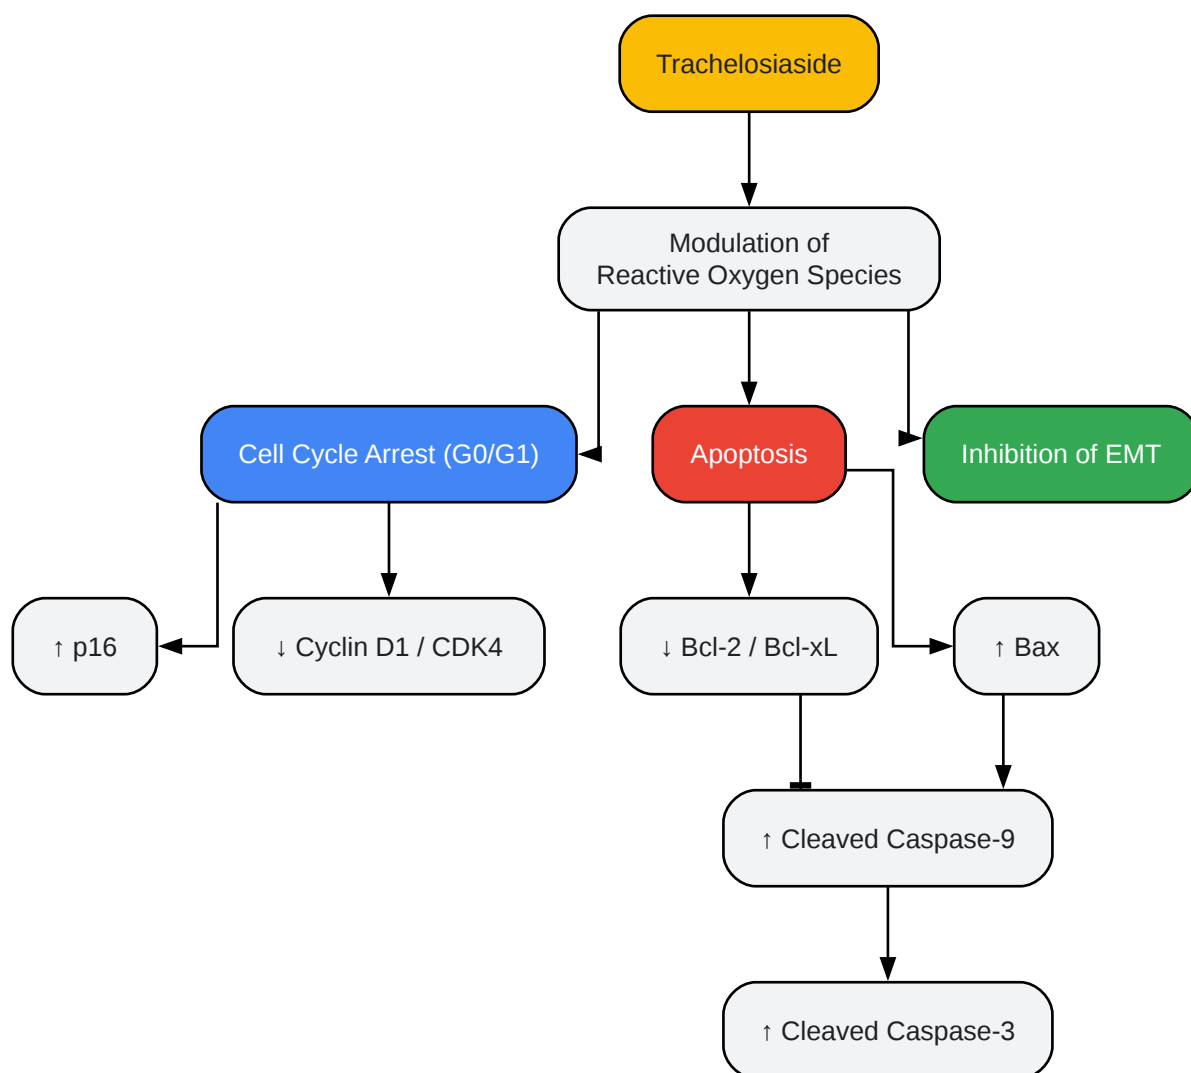 Trachelosiaside
Modulation of
Reactive Oxygen Species
Cell Cycle Arrest (G0/G1)
Apoptosis
Inhibition of EMT
↑ p16
↓ Cyclin D1 / CDK4
↓ Bcl-2 / Bcl-xL
↑ Bax
↑ Cleaved Caspase-9
↑ Cleaved Caspase-3